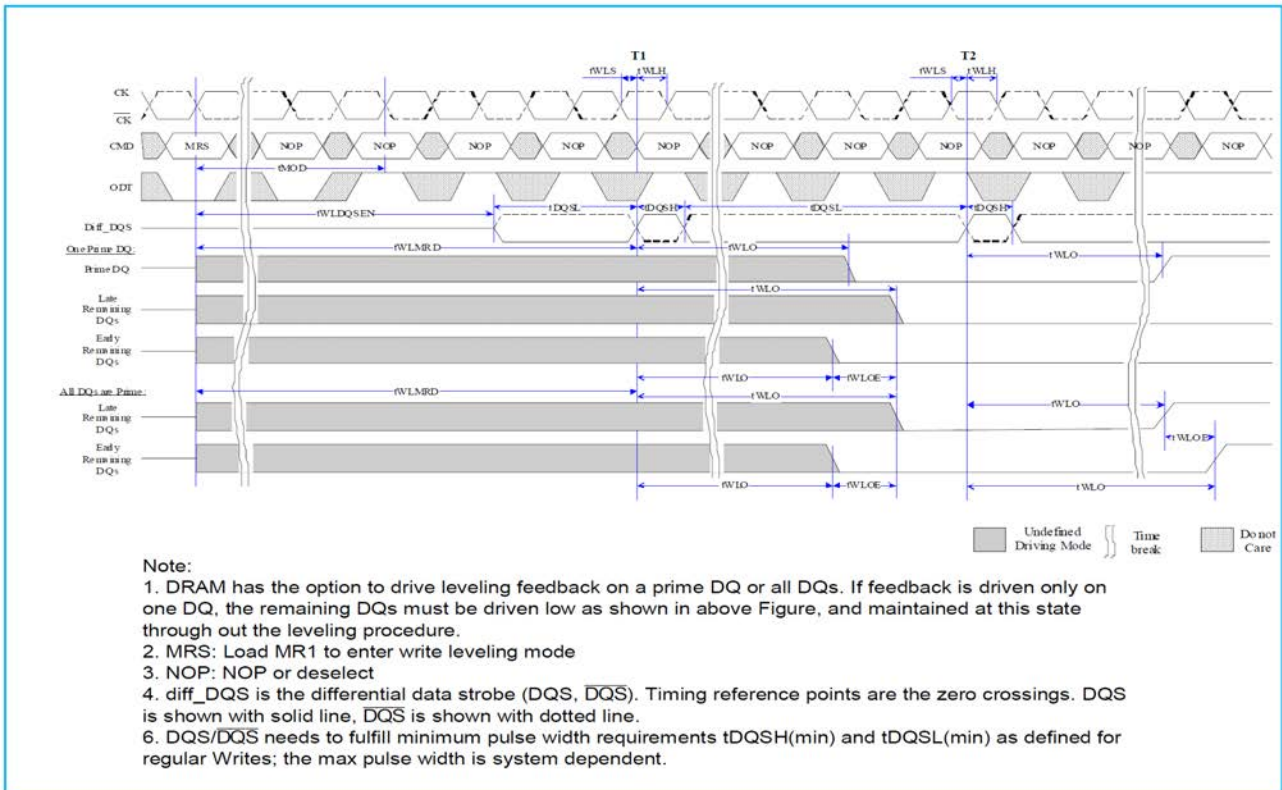 T1 T2
tWLS tWLH tWLS tWLH
CK
CK
CMD MRS NOP NOP NOP NOP NOP NOP NOP NOP NOP NOP NOP
tMOD
ODT
tDQSL tDQSH tDQSL tDQSH
tWLDQSEN
Diff_DQS
One Prime DQ:
tWLMRD tWLO
tWLO
Prime DQ
tWLO
Late
Remaining
DQs
Early
Remaining
DQs
tWLO tWLOE
All DQs are Prime:
tWLMRD tWLO
tWLO
Late
Remaining
DQs
tWLOE
Early
Remaining
DQs
tWLO tWLOE tWLO
Undefined
Driving Mode
Time
break
Do not
Care
Note:
1. DRAM has the option to drive leveling feedback on a prime DQ or all DQs. If feedback is driven only on
one DQ, the remaining DQs must be driven low as shown in above Figure, and maintained at this state
through out the leveling procedure.
2. MRS: Load MR1 to enter write leveling mode
3. NOP: NOP or deselect
4. diff_DQS is the differential data strobe (DQS, DQS). Timing reference points are the zero crossings. DQS
is shown with solid line, DQS is shown with dotted line.
6. DQS/DQS needs to fulfill minimum pulse width requirements tDQSH(min) and tDQSL(min) as defined for
regular Writes; the max pulse width is system dependent.